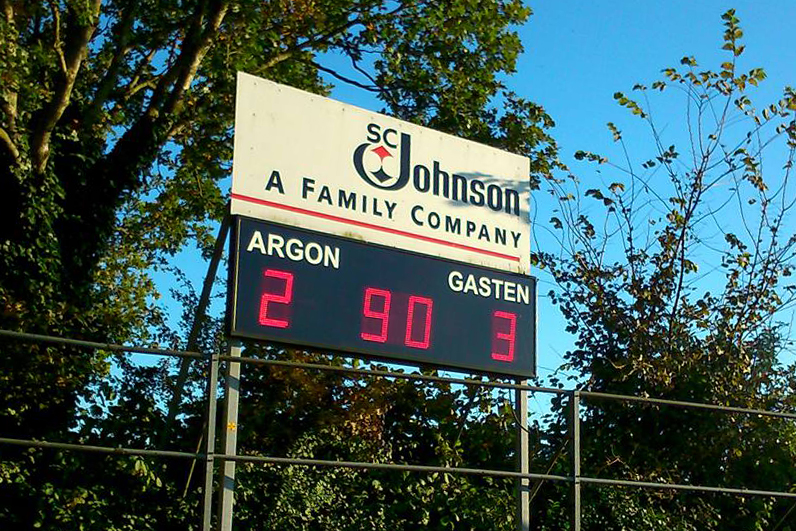 SC Johnson
A FAMILY COMPANY
ARGON GASTEN
2 90 3